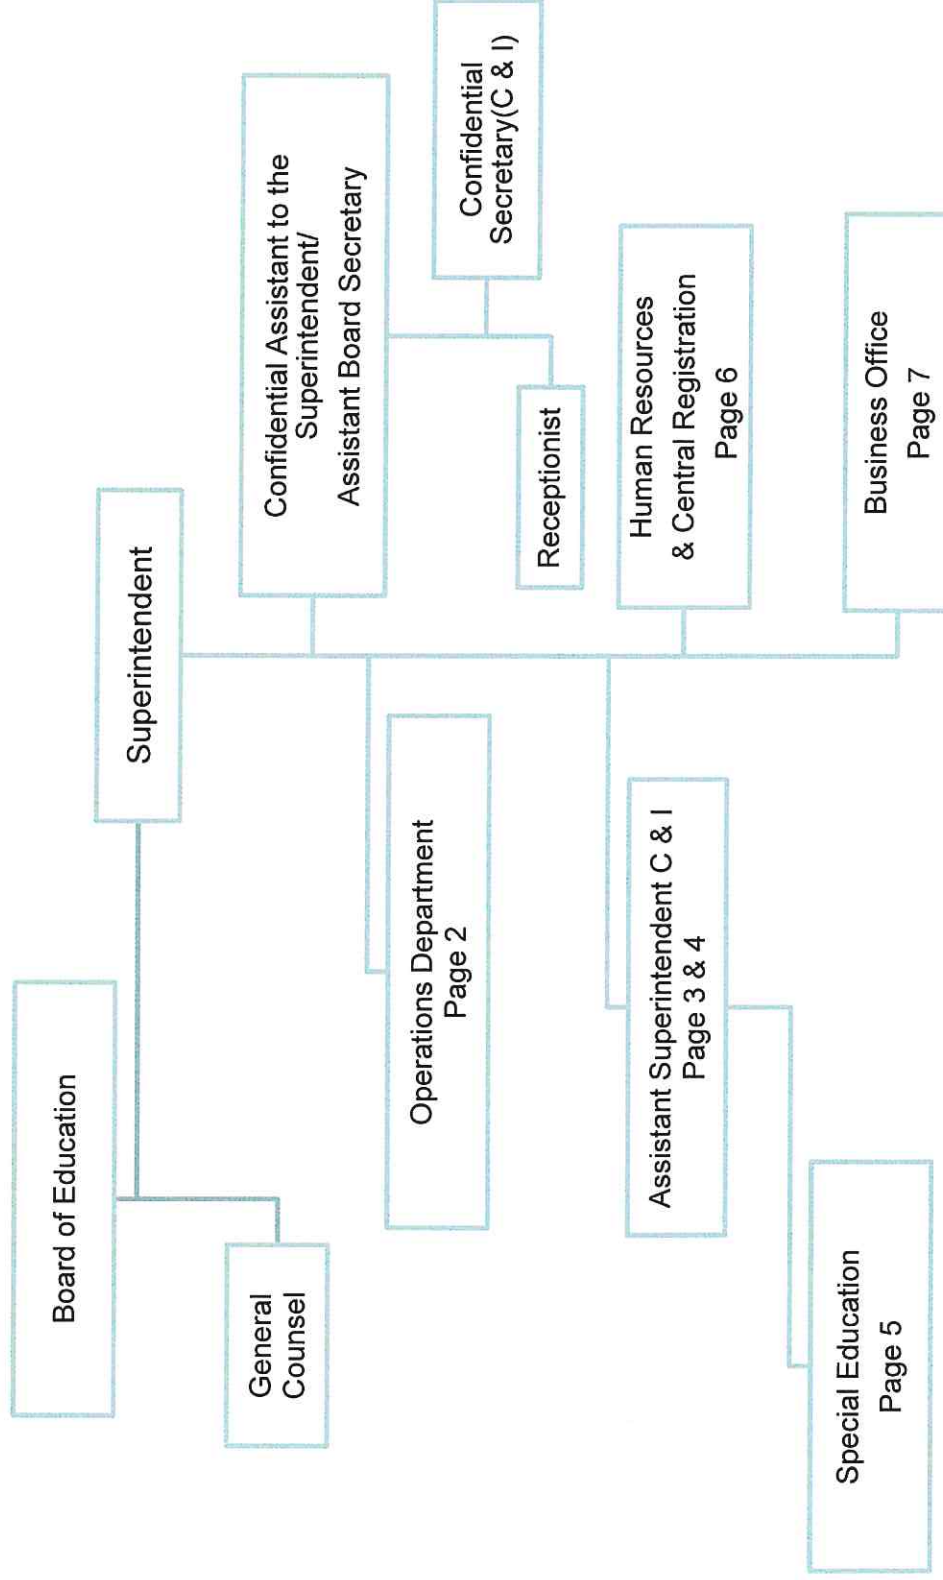 Board of Education
General
Counsel
Superintendent
Confidential Assistant to the
Superintendent/
Assistant Board Secretary
Confidential
Secretary(C & I)
Receptionist
Operations Department
Page 2
Assistant Superintendent C & I
Page 3 & 4
Special Education
Page 5
Human Resources
& Central Registration
Page 6
Business Office
Page 7